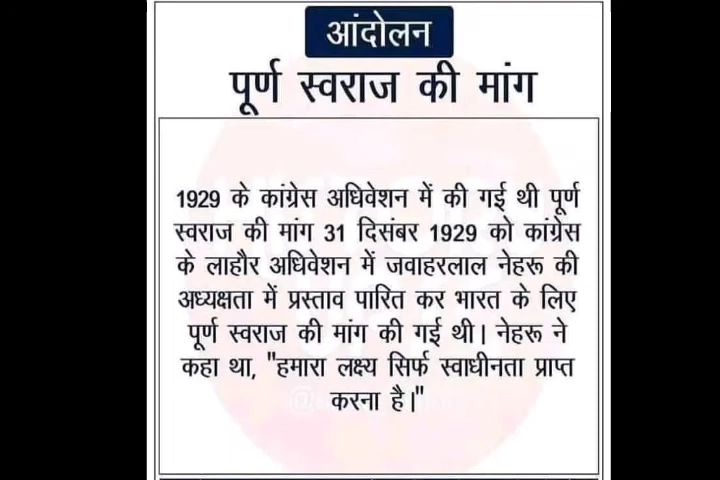 आंदोलन
पूर्ण स्वराज की मांग
1929 के कांग्रेस अधिवेशन में की गई थी पूर्ण
स्वराज की मांग 31 दिसंबर 1929 को कांग्रेस
के लाहौर अधिवेशन में जवाहरलाल नेहरू की
अध्यक्षता में प्रस्ताव पारित कर भारत के लिए
पूर्ण स्वराज की मांग की गई थी। नेहरू ने
कहा था, "हमारा लक्ष्य सिर्फ स्वाधीनता प्राप्त
करना है।"